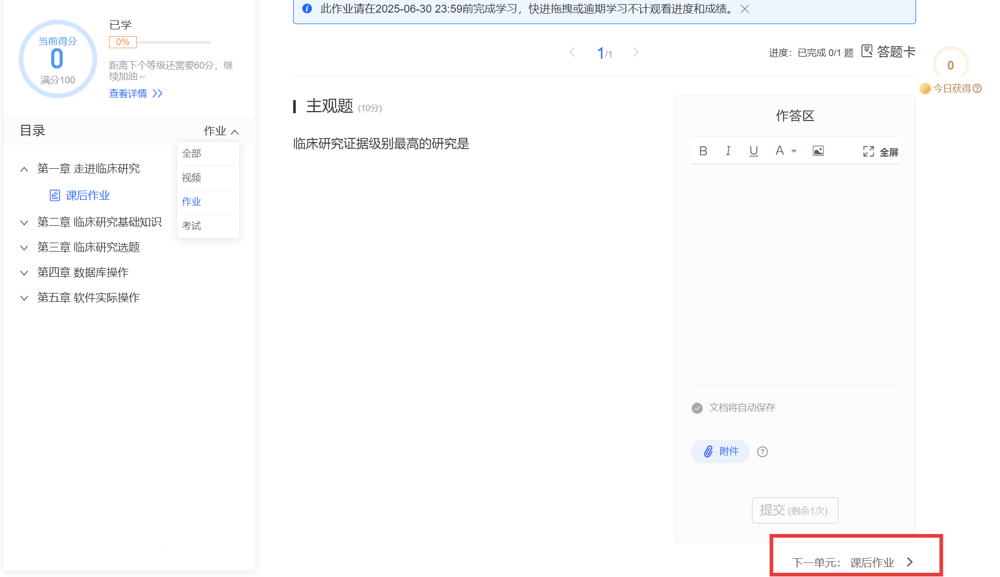 此作业请在2025-06-30 23:59前完成学习，快进拖拽或逾期学习不计观看进度和成绩。
当前得分
0
满分100
已学
0%
距离下个等级还需要60分，继
续加油～
查看详情
目录
作业
全部
视频
作业
考试
第一章 走进临床研究
课后作业
第二章 临床研究基础知识
第三章 临床研究选题
第四章 数据库操作
第五章 软件实际操作
1/1
进度：已完成 0/1 题
答题卡
0
今日获得
主观题 (10分)
临床研究证据级别最高的研究是
作答区
B I U A 全屏
文档将自动保存
附件
提交 (剩余1次)
下一单元： 课后作业